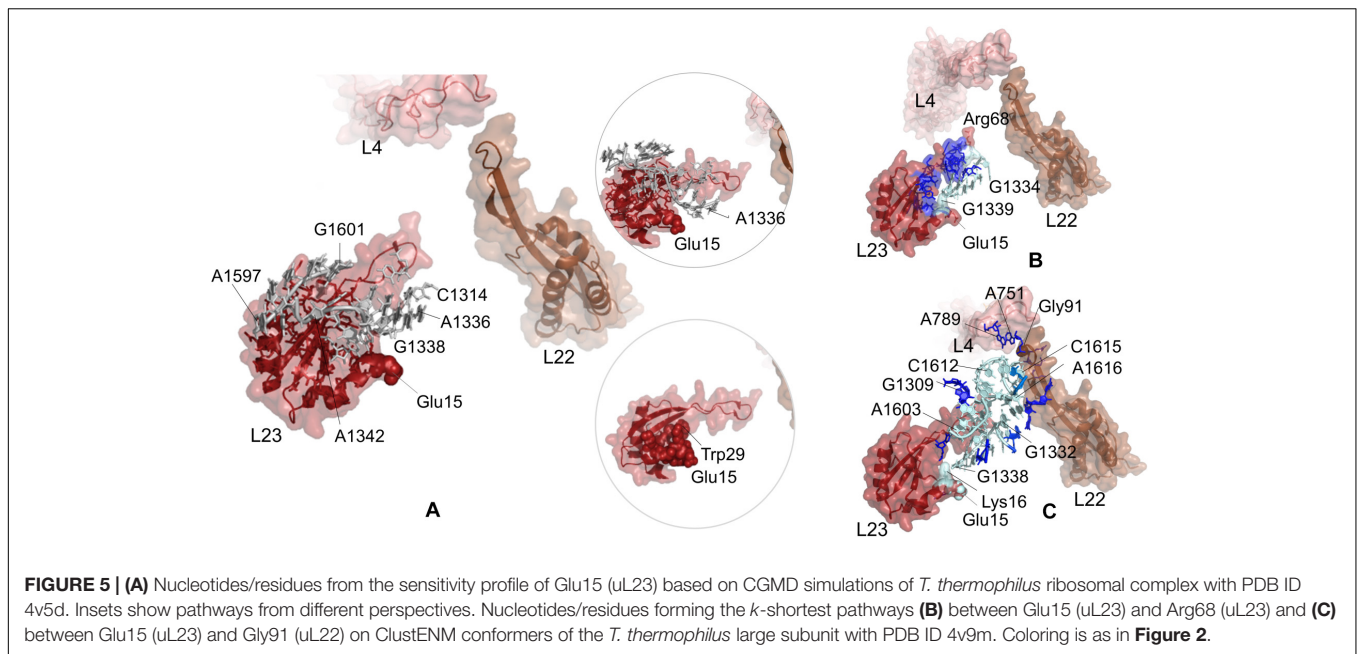 L4
G1601
A1597
C1314
A1336
G1338
Glu15
L23
A1342
L22
A
A1336
Glu15
Trp29
Glu15
L4
Arg68
G1334
G1339
L23
Glu15
L22
B
A751
Gly91
A789
L4
C1615
C1612
A1616
G1309
A1603
G1332
G1338
Lys16
L22
Glu15
L23
C
FIGURE 5 | (A) Nucleotides/residues from the sensitivity profile of Glu15 (uL23) based on CGMD simulations of T. thermophilus ribosomal complex with PDB ID
4v5d. Insets show pathways from different perspectives. Nucleotides/residues forming the k-shortest pathways (B) between Glu15 (uL23) and Arg68 (uL23) and (C)
between Glu15 (uL23) and Gly91 (uL22) on ClustENM conformers of the T. thermophilus large subunit with PDB ID 4v9m. Coloring is as in Figure 2.